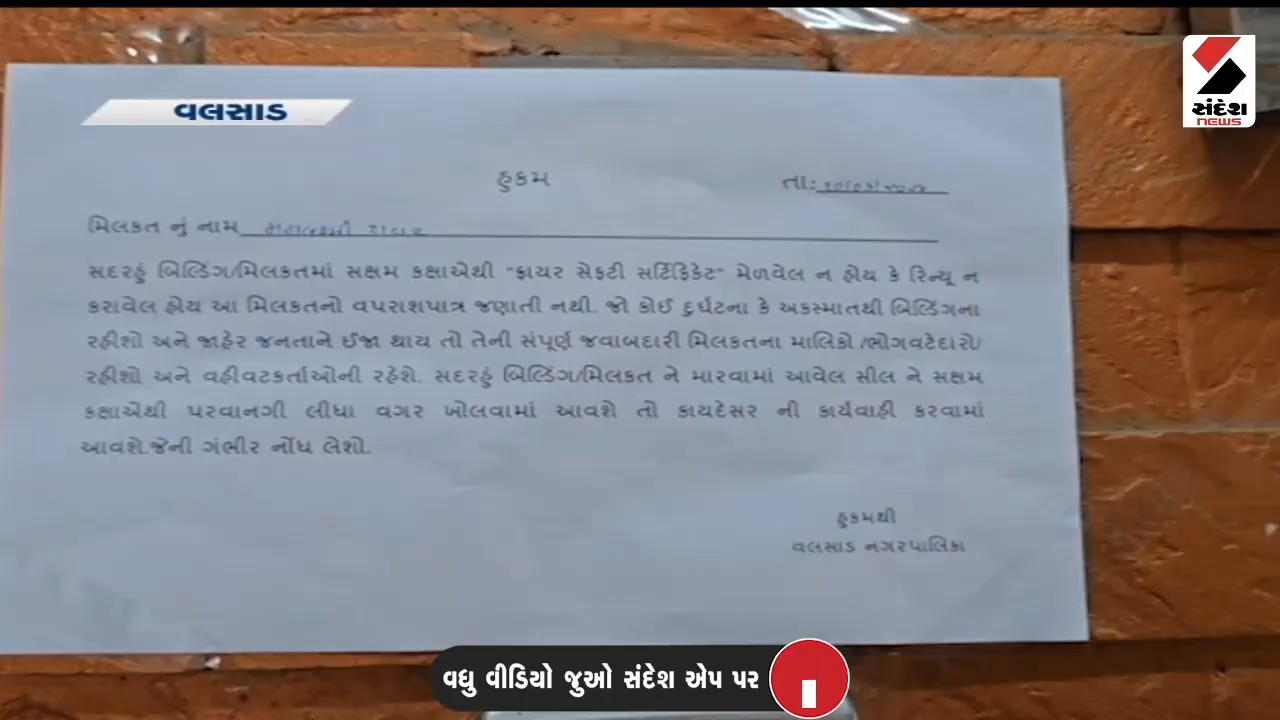 વલસાડ
સંદેશ
NEWS
હુકમ
તા:
મિલકત નું નામ
સદરહું બિલ્ડિંગ/મિલકતમાં સક્ષમ કક્ષાએથી "ફાયર સેફટી સર્ટિફિકેટ" મેળવેલ ન હોય કે રિન્યૂ ન
કરાવેલ હોય આ મિલકતનો વપરાશપાત્ર જણાતી નથી. જો કોઈ દુર્ઘટના કે અકસ્માતથી બિલ્ડિંગના
રહીશો અને જાહેર જનતાને ઈજા થાય તો તેની સંપૂર્ણ જવાબદારી મિલકતના માલિકો /ભોગવટેદારો/
રહીશો અને વહીવટકર્તાઓની રહેશે. સદરહું બિલ્ડિંગ/મિલકત ને મારવામાં આવેલ સીલ ને સક્ષમ
કક્ષાએથી પરવાનગી લીધા વગર ખોલવામાં આવશે તો કાયદેસર ની કાર્યવાહી કરવામાં
આવશે.જેની ગંભીર નોંધ લેશો.
હુકમથી
વલસાડ નગરપાલિકા
વધુ વીડિયો જુઓ સંદેશ એપ પર